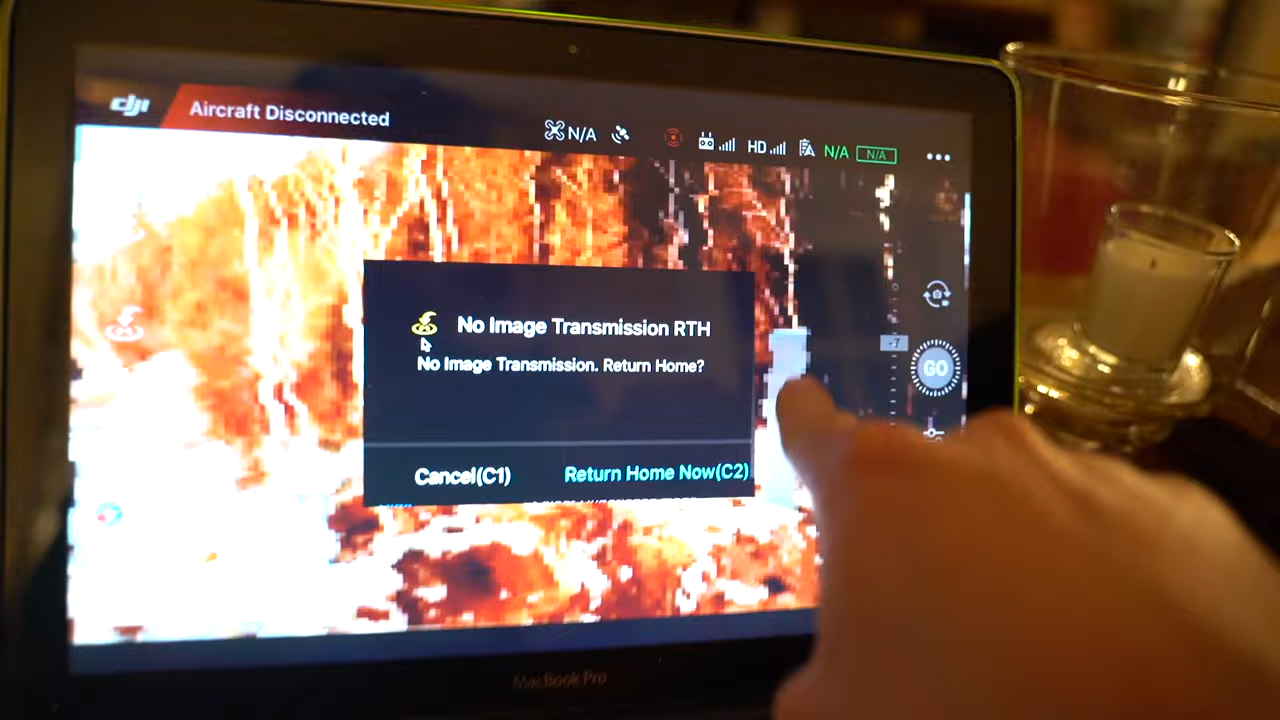 dji Aircraft Disconnected
N/A HD N/A N/A
No Image Transmission RTH
No Image Transmission. Return Home?
-7
GO
Cancel(C1) Return Home Now(C2)
MacBook Pro